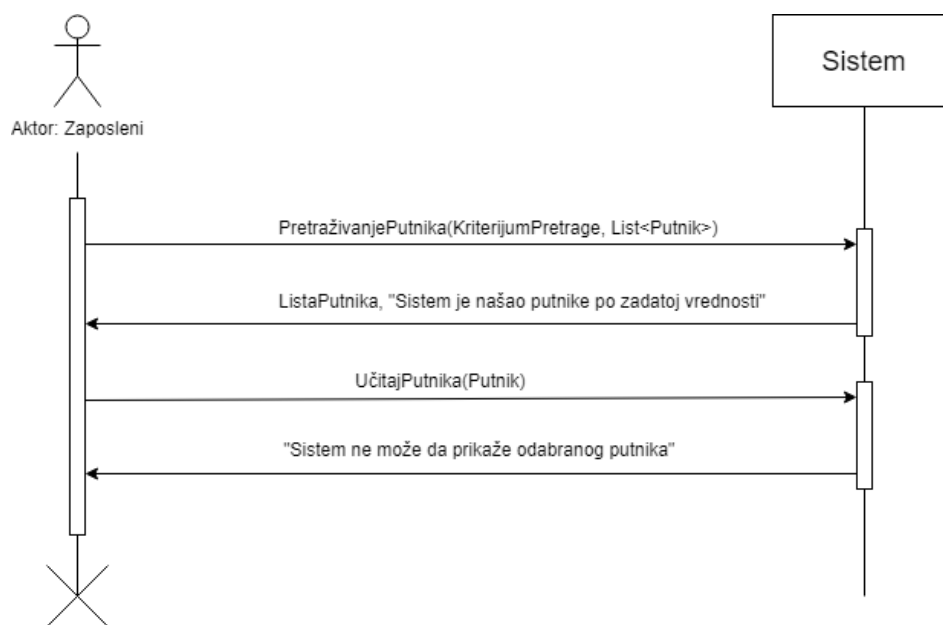 Sistem
Aktor: Zaposleni
PretraživanjePutnika(KriterijumPretrage, List<Putnik>)
ListaPutnika, "Sistem je našao putnike po zadatoj vrednosti"
UčitajPutnika(Putnik)
"Sistem ne može da prikaže odabranog putnika"